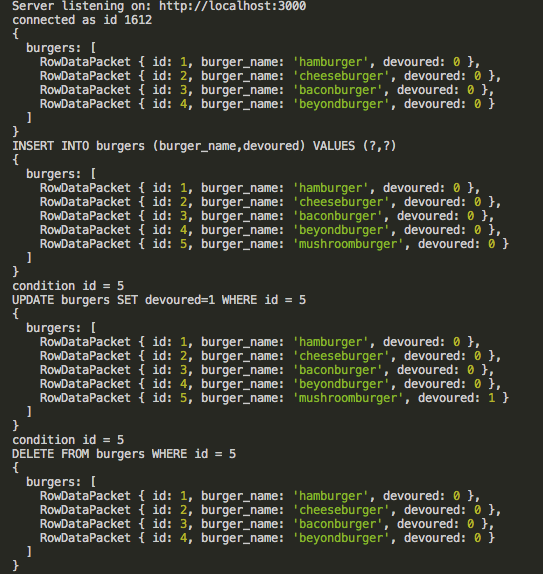 Server listening on: http://localhost:3000
connected as id 1612
{
  burgers: [
    RowDataPacket { id: 1, burger_name: 'hamburger', devoured: 0 },
    RowDataPacket { id: 2, burger_name: 'cheeseburger', devoured: 0 },
    RowDataPacket { id: 3, burger_name: 'baconburger', devoured: 0 },
    RowDataPacket { id: 4, burger_name: 'beyondburger', devoured: 0 }
  ]
}
INSERT INTO burgers (burger_name,devoured) VALUES (?,?)
{
  burgers: [
    RowDataPacket { id: 1, burger_name: 'hamburger', devoured: 0 },
    RowDataPacket { id: 2, burger_name: 'cheeseburger', devoured: 0 },
    RowDataPacket { id: 3, burger_name: 'baconburger', devoured: 0 },
    RowDataPacket { id: 4, burger_name: 'beyondburger', devoured: 0 },
    RowDataPacket { id: 5, burger_name: 'mushroomburger', devoured: 0 }
  ]
}
condition id = 5
UPDATE burgers SET devoured=1 WHERE id = 5
{
  burgers: [
    RowDataPacket { id: 1, burger_name: 'hamburger', devoured: 0 },
    RowDataPacket { id: 2, burger_name: 'cheeseburger', devoured: 0 },
    RowDataPacket { id: 3, burger_name: 'baconburger', devoured: 0 },
    RowDataPacket { id: 4, burger_name: 'beyondburger', devoured: 0 },
    RowDataPacket { id: 5, burger_name: 'mushroomburger', devoured: 1 }
  ]
}
condition id = 5
DELETE FROM burgers WHERE id = 5
{
  burgers: [
    RowDataPacket { id: 1, burger_name: 'hamburger', devoured: 0 },
    RowDataPacket { id: 2, burger_name: 'cheeseburger', devoured: 0 },
    RowDataPacket { id: 3, burger_name: 'baconburger', devoured: 0 },
    RowDataPacket { id: 4, burger_name: 'beyondburger', devoured: 0 }
  ]
}